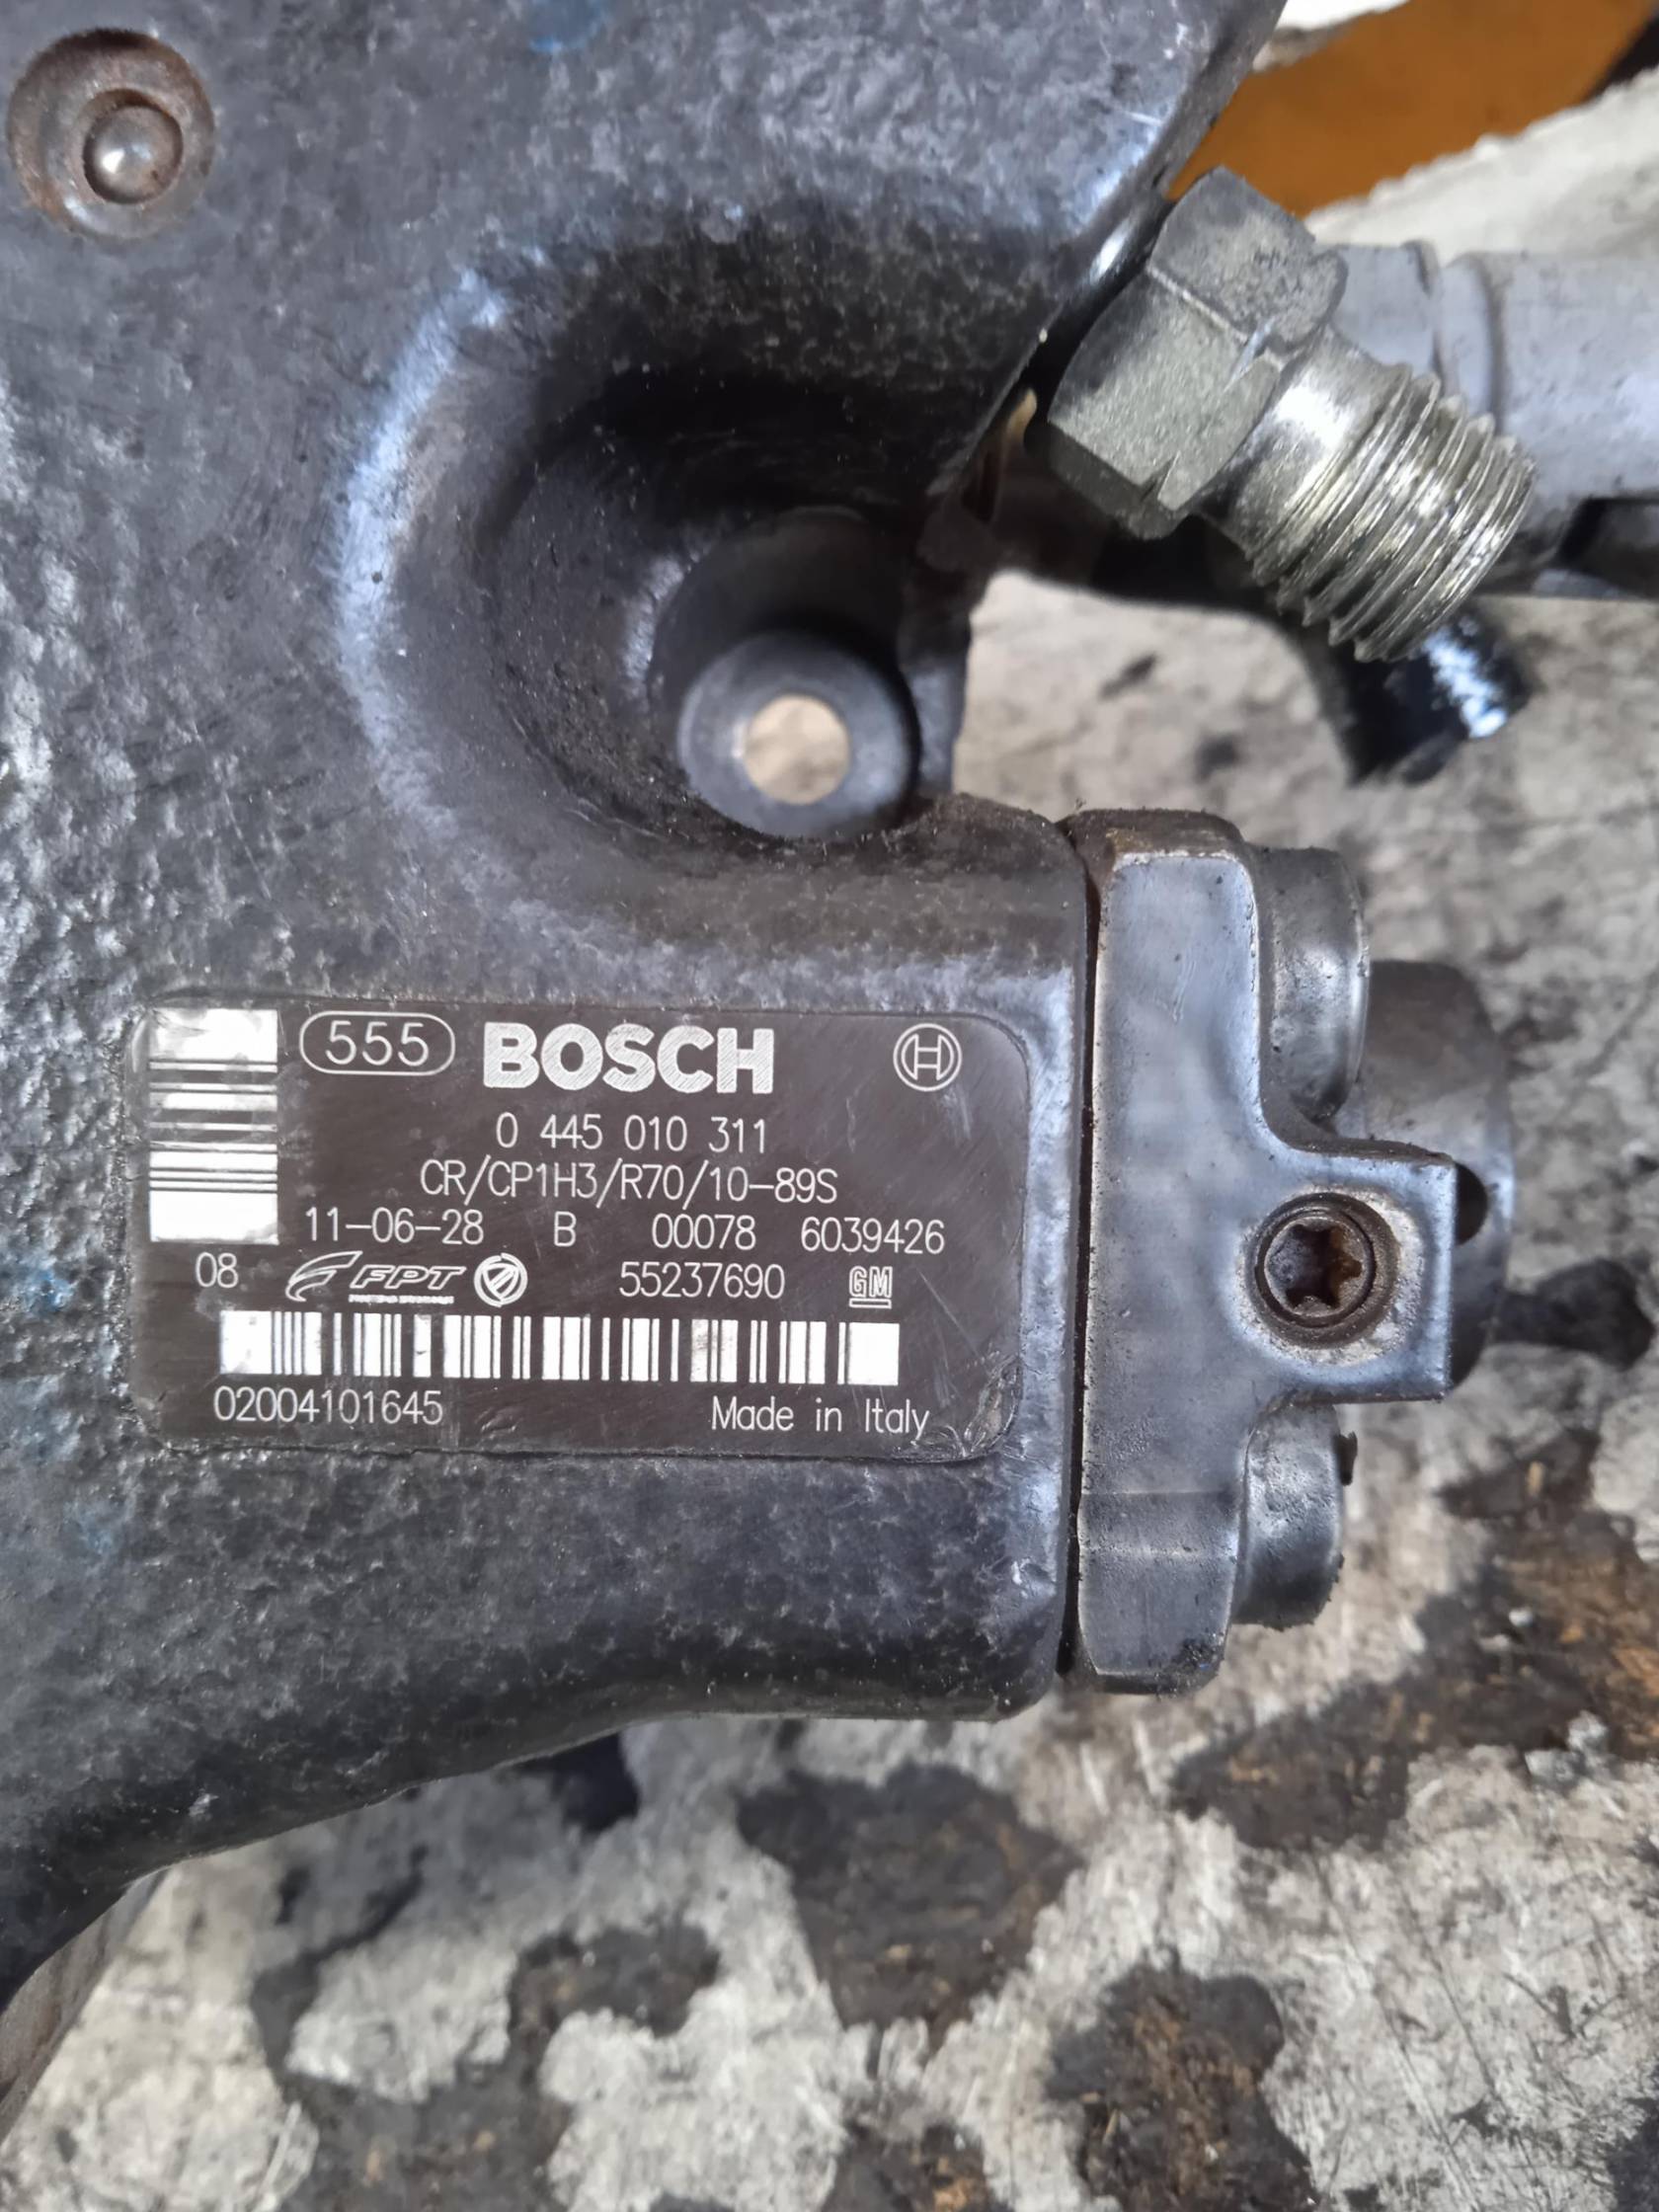 555 BOSCH H
0 445 010 311
CR/CP1H3/R70/10-89S
11-06-28 B 00078 6039426
08 FPT 55237690 GM
02004101645 Made in Italy